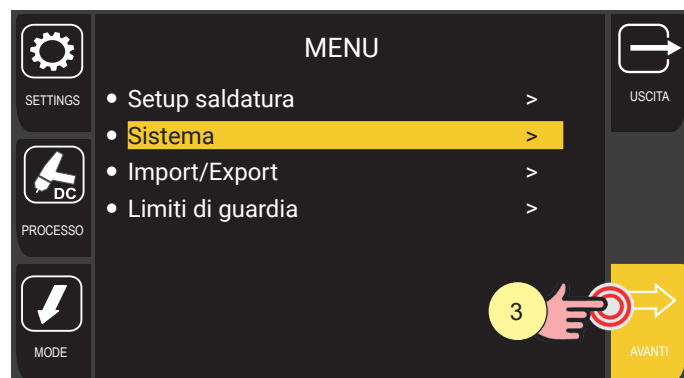 MENU
SETTINGS
USCITA
• Setup saldatura >
• Sistema >
• Import/Export >
• Limiti di guardia >
DC
PROCESSO
3
MODE
AVANTI